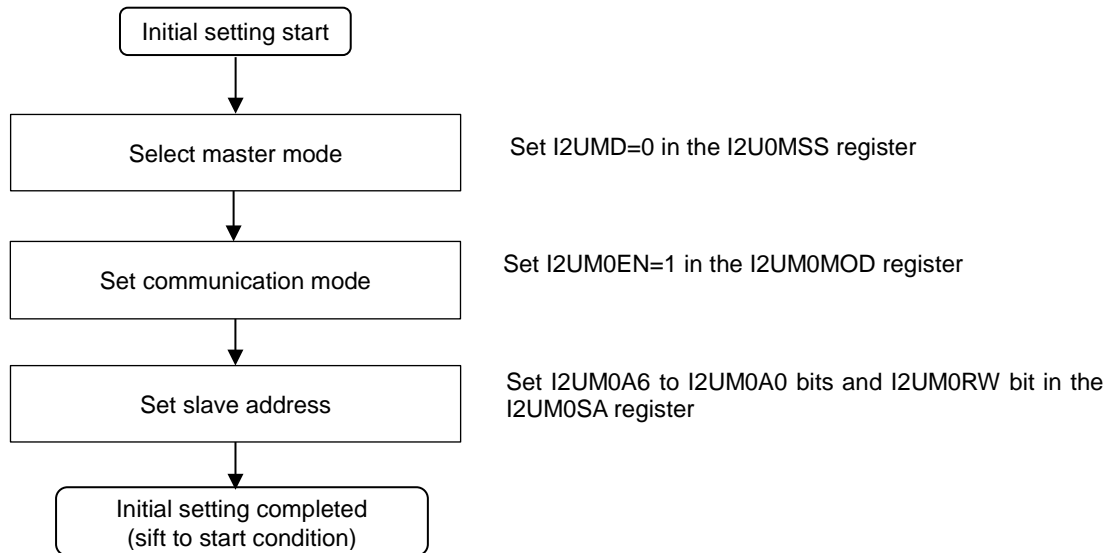 Initial setting start
Select master mode
Set I2UMD=0 in the I2U0MSS register
Set communication mode
Set I2UM0EN=1 in the I2UM0MOD register
Set slave address
Set I2UM0A6 to I2UM0A0 bits and I2UM0RW bit in the
I2UM0SA register
Initial setting completed
(sift to start condition)